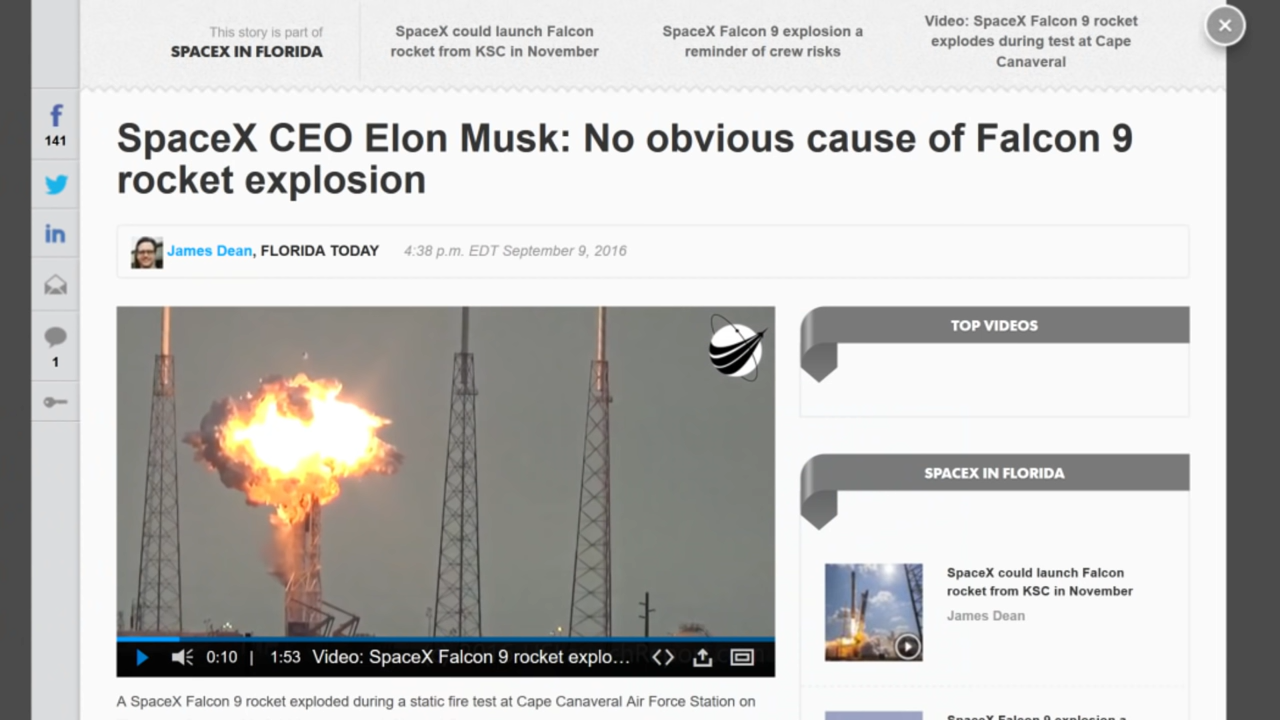 This story is part of
SPACEX IN FLORIDA
SpaceX could launch Falcon
rocket from KSC in November
SpaceX Falcon 9 explosion a
reminder of crew risks
Video: SpaceX Falcon 9 rocket
explodes during test at Cape
Canaveral
141
1
SpaceX CEO Elon Musk: No obvious cause of Falcon 9
rocket explosion
James Dean, FLORIDA TODAY 4:38 p.m. EDT September 9, 2016
0:10 | 1:53 Video: SpaceX Falcon 9 rocket explo...
A SpaceX Falcon 9 rocket exploded during a static fire test at Cape Canaveral Air Force Station on
TOP VIDEOS
SPACEX IN FLORIDA
SpaceX could launch Falcon
rocket from KSC in November
James Dean
SpaceX Falcon 9 explosion a